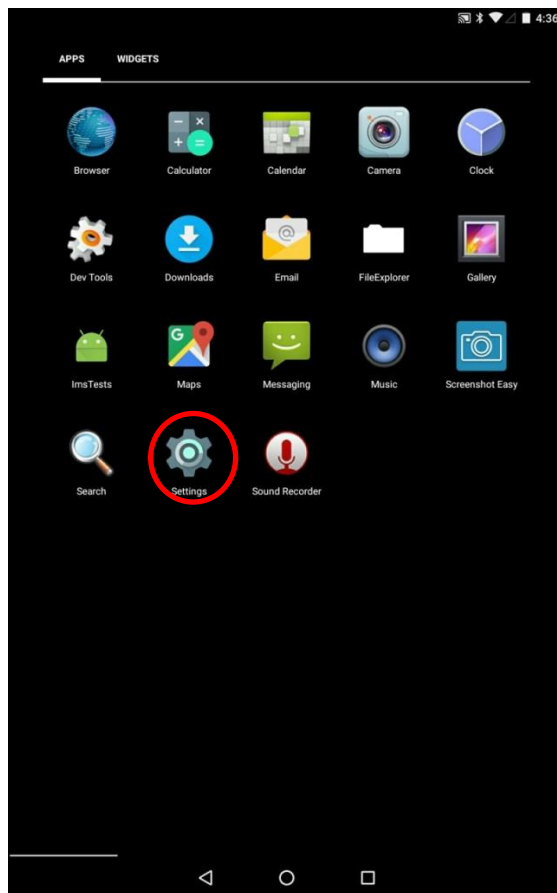 4:36
APPS WIDGETS
Browser Calculator Calendar Camera Clock
Dev Tools Downloads Email FileExplorer Gallery
G
ImsTests Maps Messaging Music Screenshot Easy
Search Settings Sound Recorder